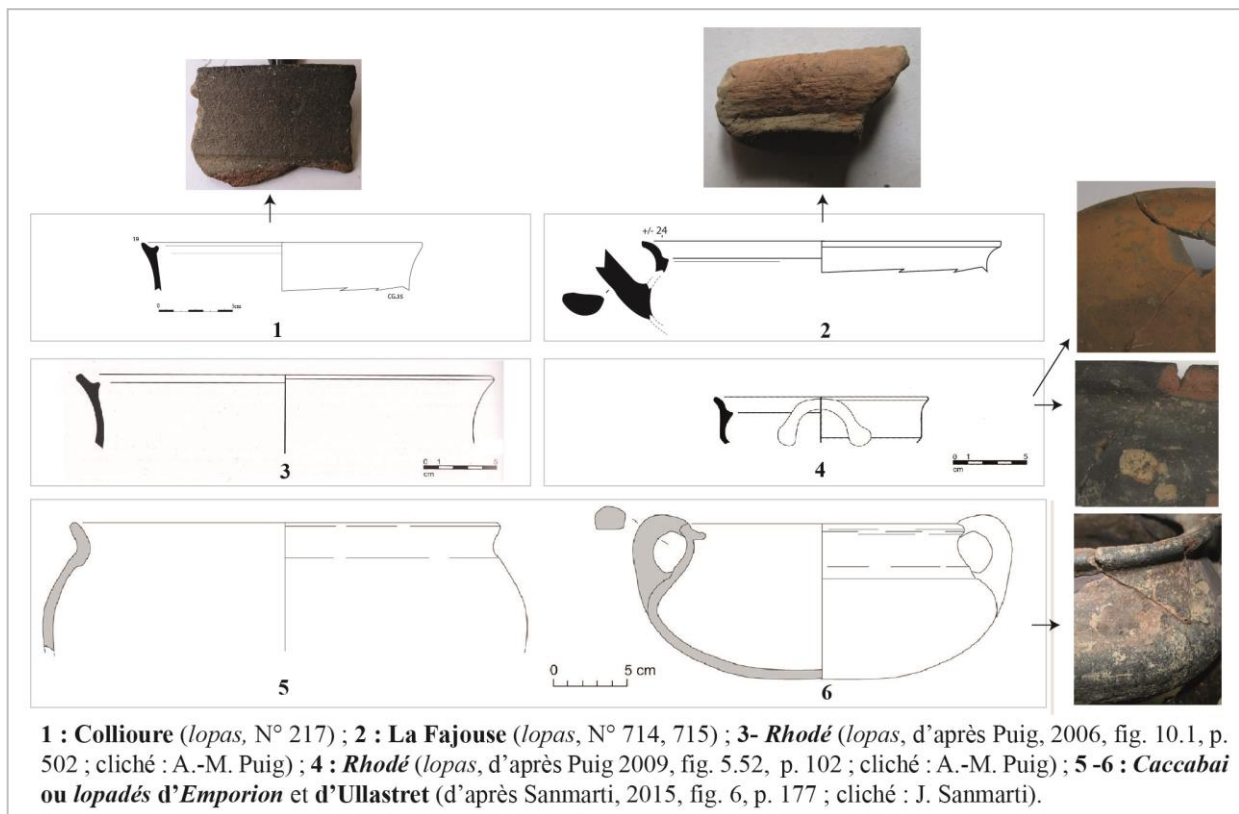 19
0 5cm
CG.35
1
+/- 24
2
0 1 5
cm
3
0 1 5
cm
4
5
0 5 cm
6
1 : Collioure (lopas, N° 217) ; 2 : La Fajouse (lopas, N° 714, 715) ; 3- Rhodé (lopas, d'après Puig, 2006, fig. 10.1, p.
502 ; cliché : A.-M. Puig) ; 4 : Rhodé (lopas, d'après Puig 2009, fig. 5.52, p. 102 ; cliché : A.-M. Puig) ; 5 -6 : Caccabai
ou lopadés d'Emporion et d'Ullastret (d'après Sanmarti, 2015, fig. 6, p. 177 ; cliché : J. Sanmarti).